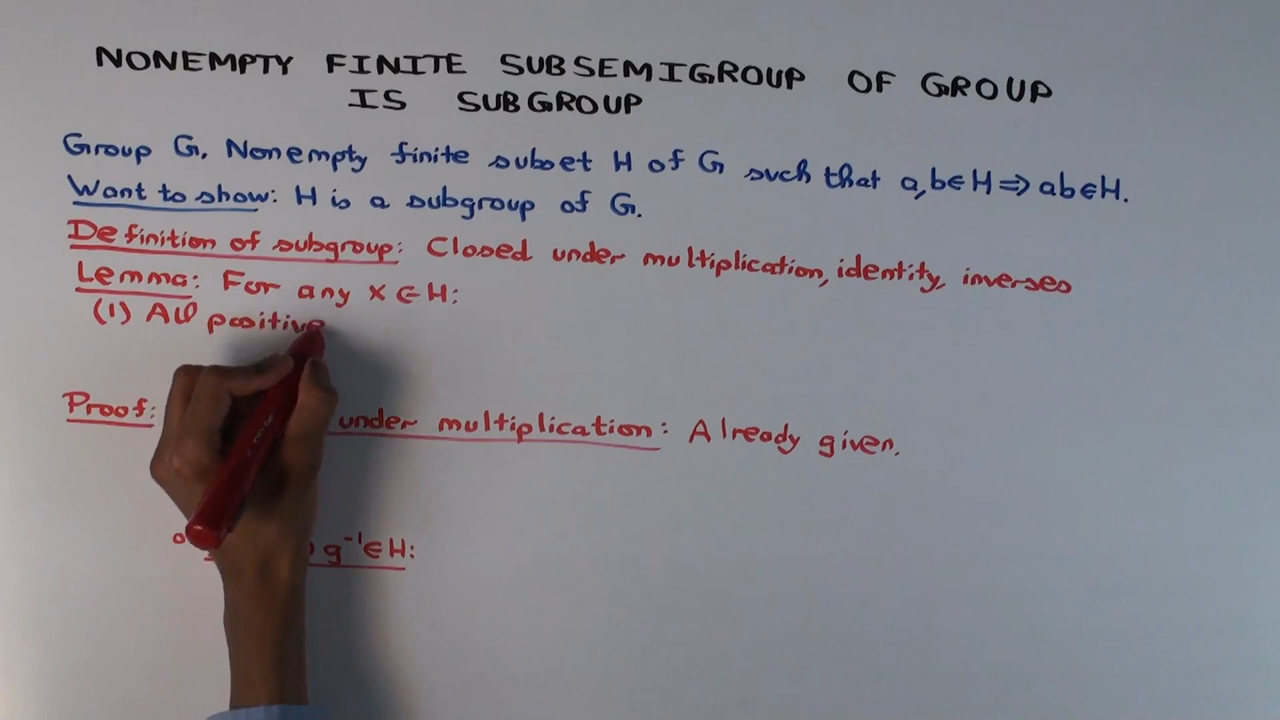 NONEMPTY FINITE SUBSEMIGROUP OF GROUP
IS SUBGROUP
Group G. Nonempty finite subset H of G such that a,b∈H⇒ab∈H.
Want to show: H is a subgroup of G.
Definition of subgroup: Closed under multiplication, identity, inverses
Lemma: For any x∈H:
(1) All positive
Proof: under multiplication: Already given.
g⁻¹∈H: